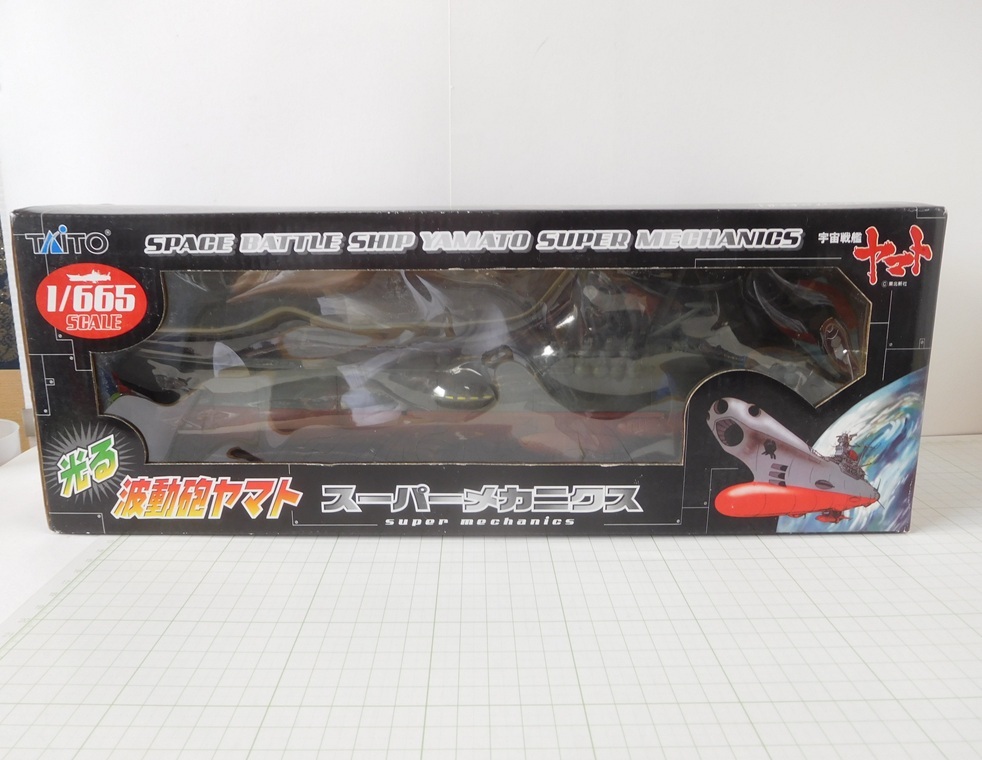 TAITO®
SPACE BATTLE SHIP YAMATO SUPER MECHANICS
宇宙戦艦
ヤマト
1/665
SCALE
光る
波動砲ヤマト
スーパーメカニクス
super mechanics